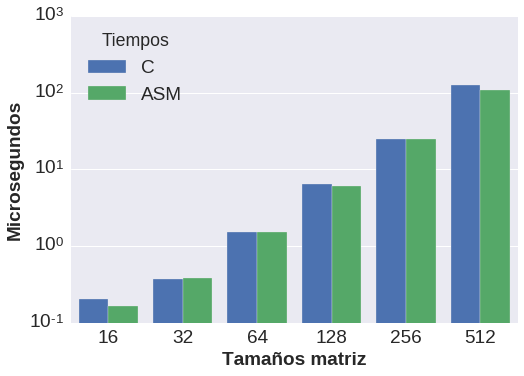 10³
Tiempos
C
10²
ASM
Microsegundos
10¹
10⁰
10⁻¹
16 32 64 128 256 512
Tamaños matriz